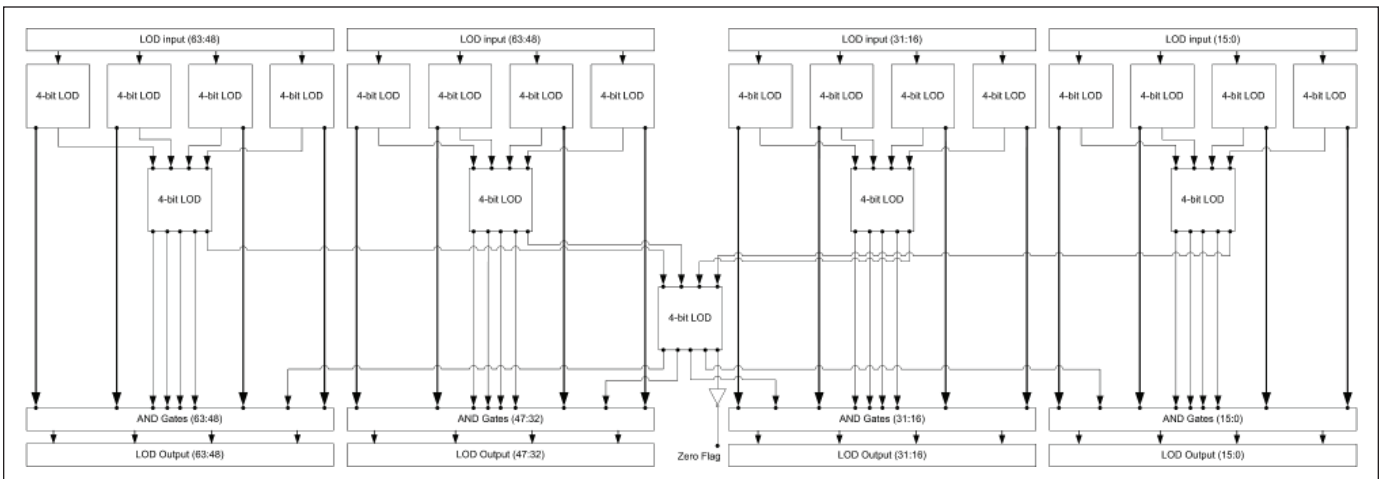 LOD input (63:48) LOD input (63:48) LOD input (31:16) LOD input (15:0)
4-bit LOD 4-bit LOD 4-bit LOD 4-bit LOD 4-bit LOD 4-bit LOD 4-bit LOD 4-bit LOD 4-bit LOD 4-bit LOD 4-bit LOD 4-bit LOD 4-bit LOD 4-bit LOD 4-bit LOD 4-bit LOD
4-bit LOD 4-bit LOD 4-bit LOD 4-bit LOD
4-bit LOD
AND Gates (63:48) AND Gates (47:32) AND Gates (31:16) AND Gates (15:0)
LOD Output (63:48) LOD Output (47:32) Zero Flag LOD Output (31:16) LOD Output (15:0)